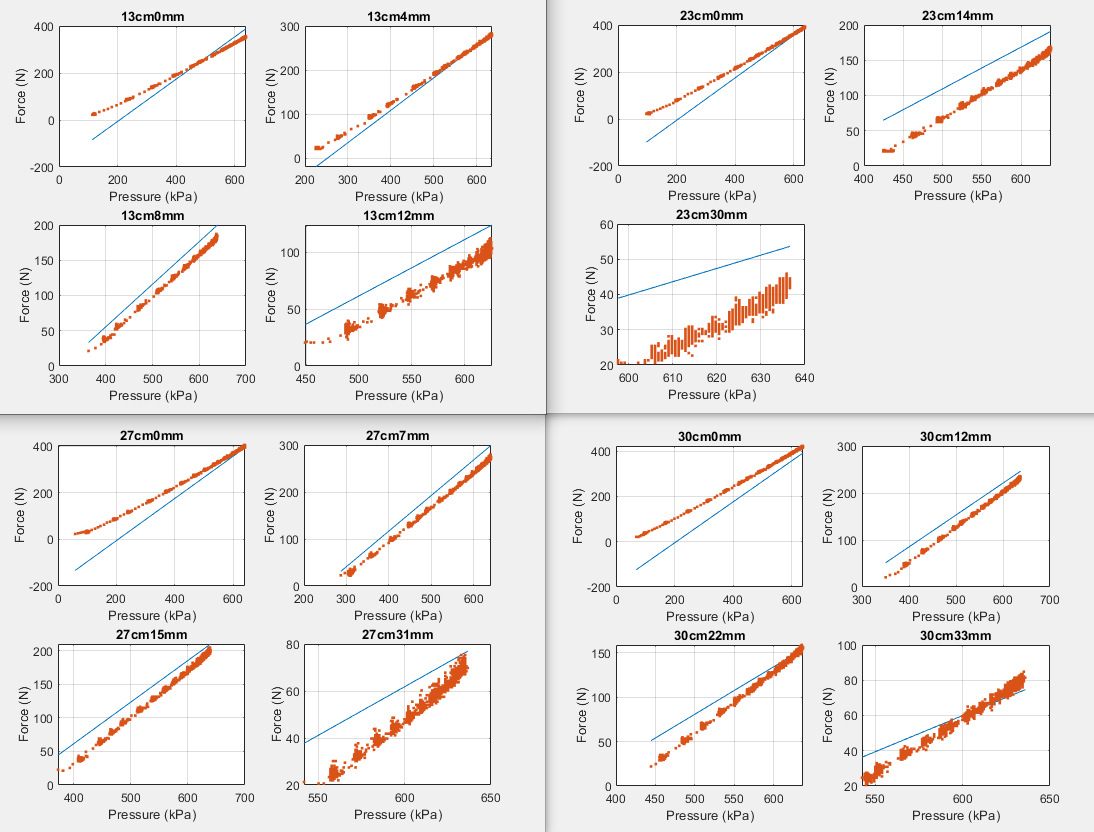 13cm0mm
400
200
0
-200
Force (N)
0 200 400 600
Pressure (kPa)
13cm4mm
300
200
100
0
Force (N)
200 300 400 500 600
Pressure (kPa)
13cm8mm
200
150
100
50
0
Force (N)
300 400 500 600 700
Pressure (kPa)
13cm12mm
100
50
0
Force (N)
450 500 550 600
Pressure (kPa)
23cm0mm
400
200
0
-200
Force (N)
0 200 400 600
Pressure (kPa)
23cm14mm
200
150
100
50
0
Force (N)
400 450 500 550 600
Pressure (kPa)
23cm30mm
60
50
40
30
20
Force (N)
600 610 620 630 640
Pressure (kPa)
27cm0mm
400
200
0
-200
Force (N)
0 200 400 600
Pressure (kPa)
27cm7mm
300
200
100
0
Force (N)
200 300 400 500 600
Pressure (kPa)
27cm15mm
200
150
100
50
0
Force (N)
400 500 600 700
Pressure (kPa)
27cm31mm
80
60
40
20
Force (N)
550 600 650
Pressure (kPa)
30cm0mm
400
200
0
-200
Force (N)
0 200 400 600
Pressure (kPa)
30cm12mm
300
200
100
0
Force (N)
300 400 500 600 700
Pressure (kPa)
30cm22mm
150
100
50
0
Force (N)
400 450 500 550 600
Pressure (kPa)
30cm33mm
100
80
60
40
20
Force (N)
550 600 650
Pressure (kPa)